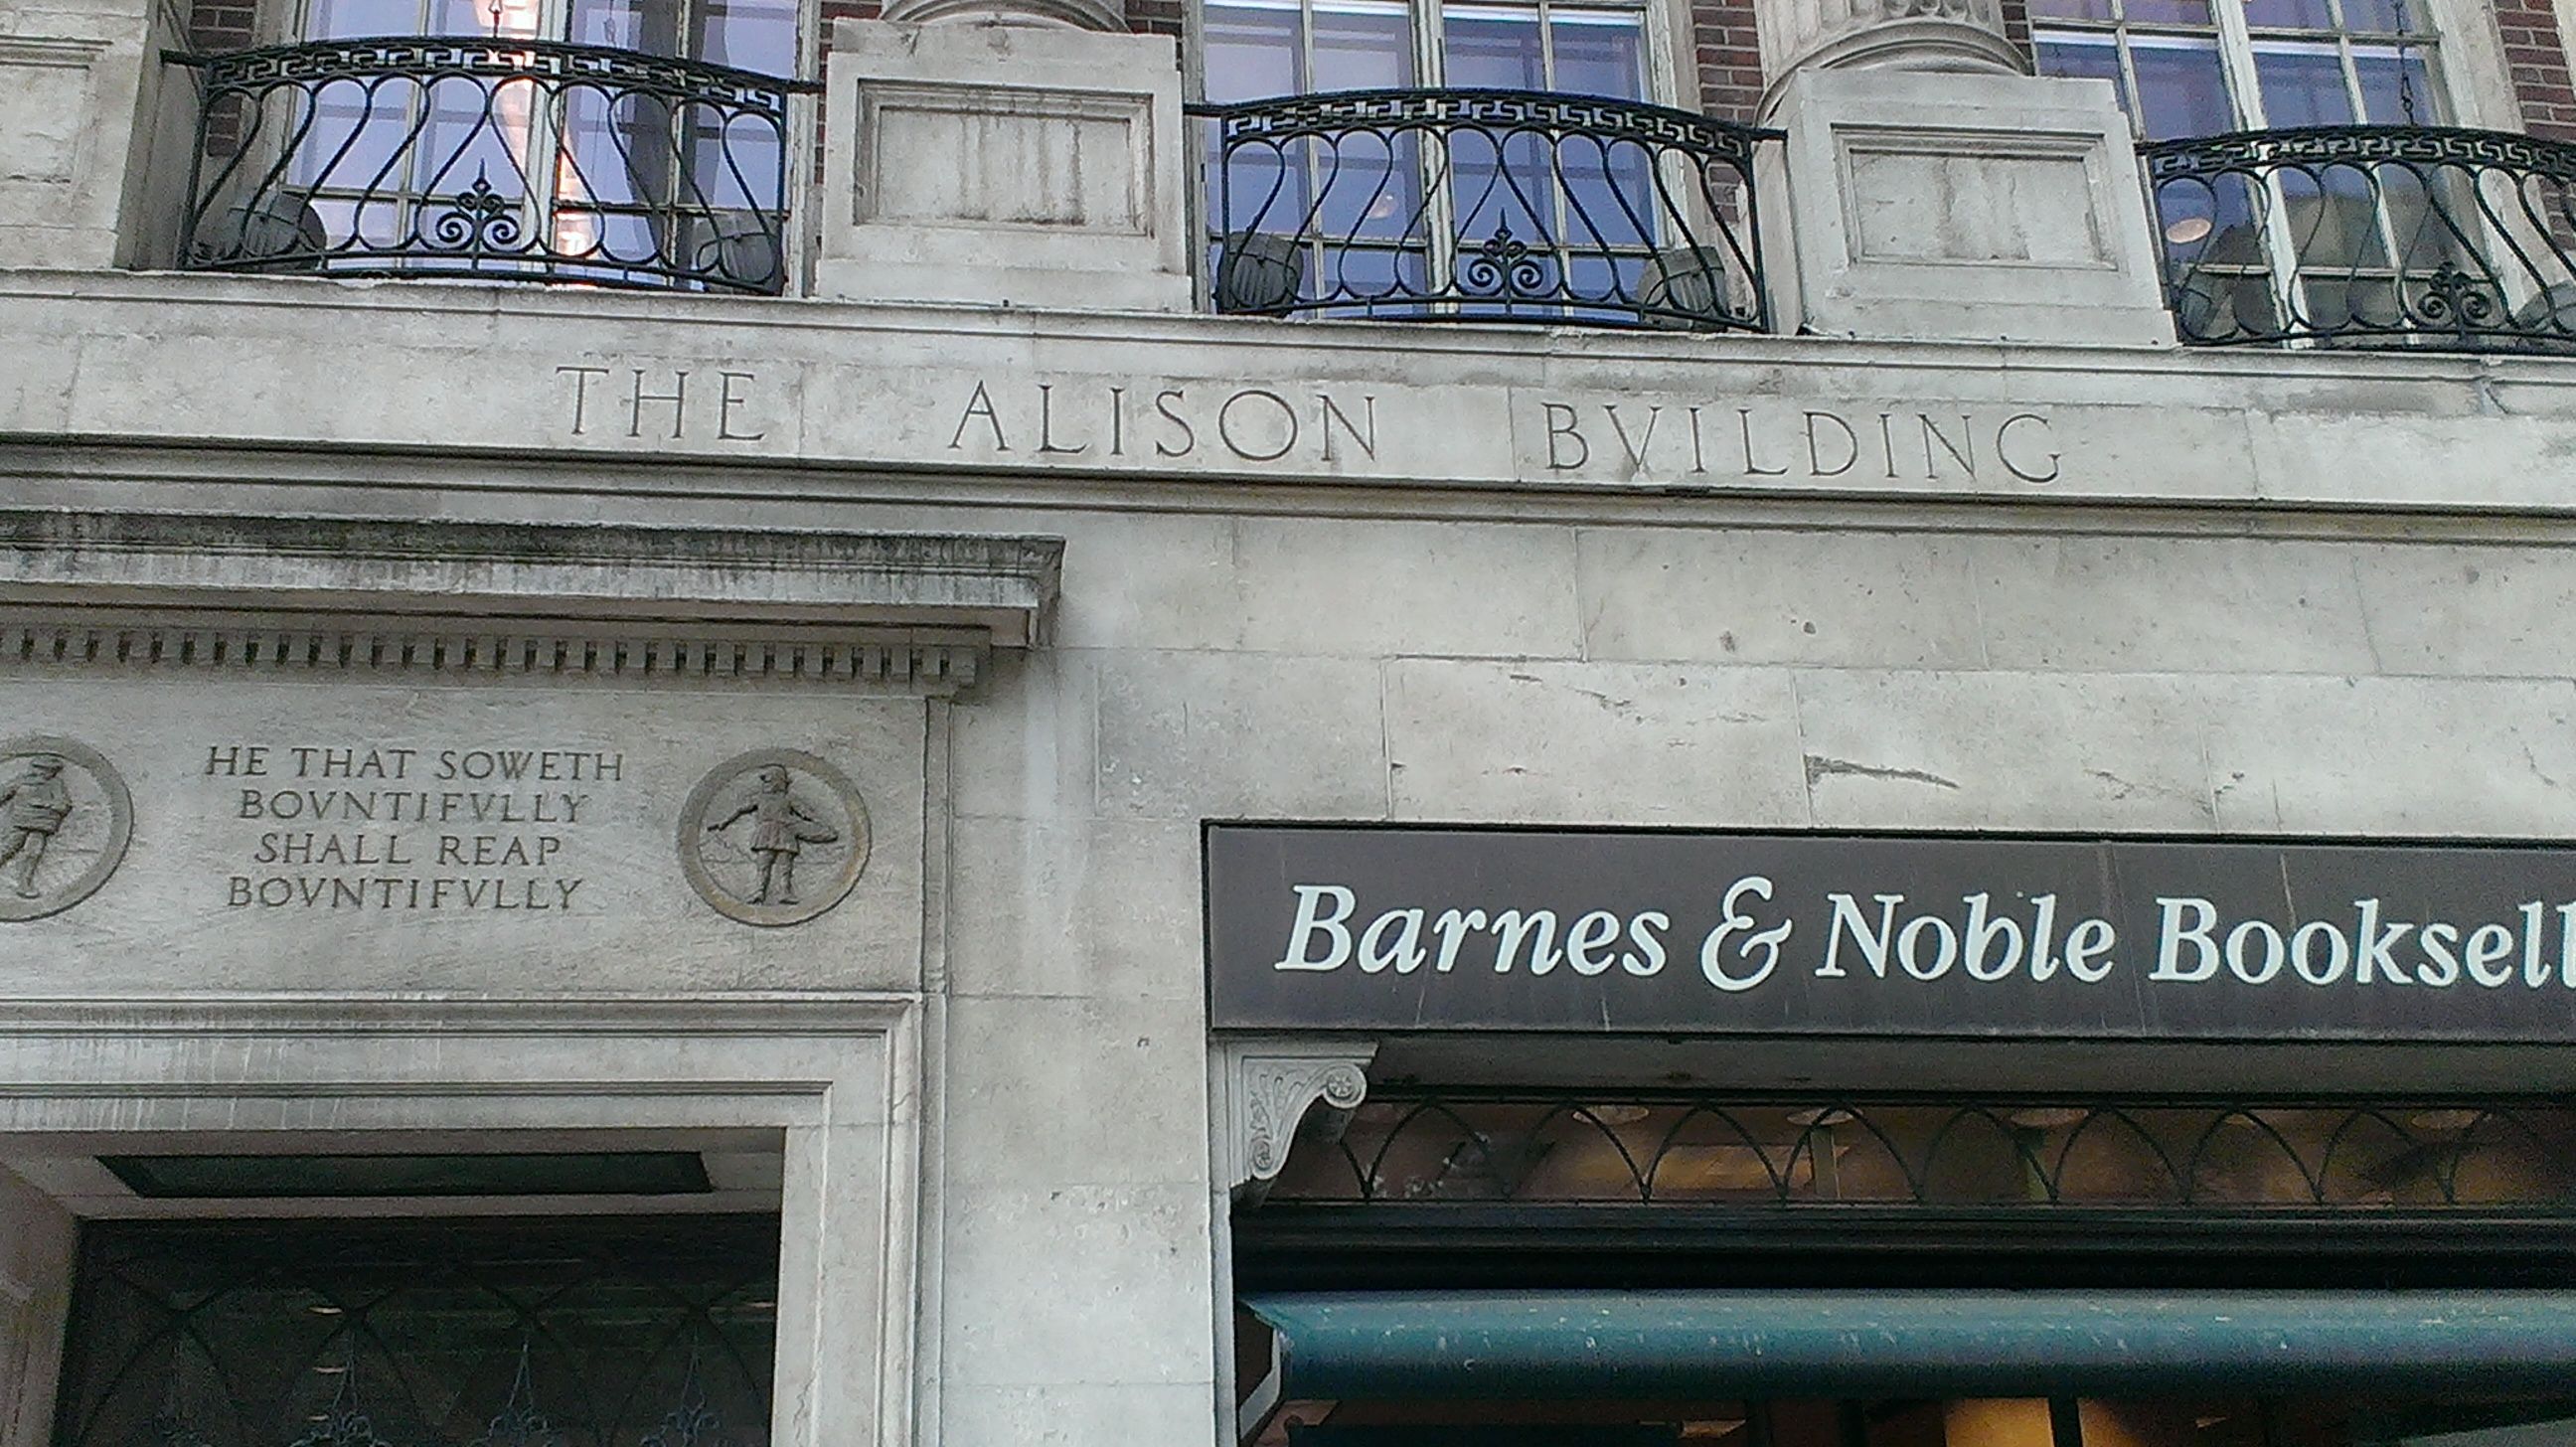 THE ALISON BVILDING
HE THAT SOWETH
BOVNTIFVLLY
SHALL REAP
BOVNTIFVLLY
Barnes & Noble Booksell